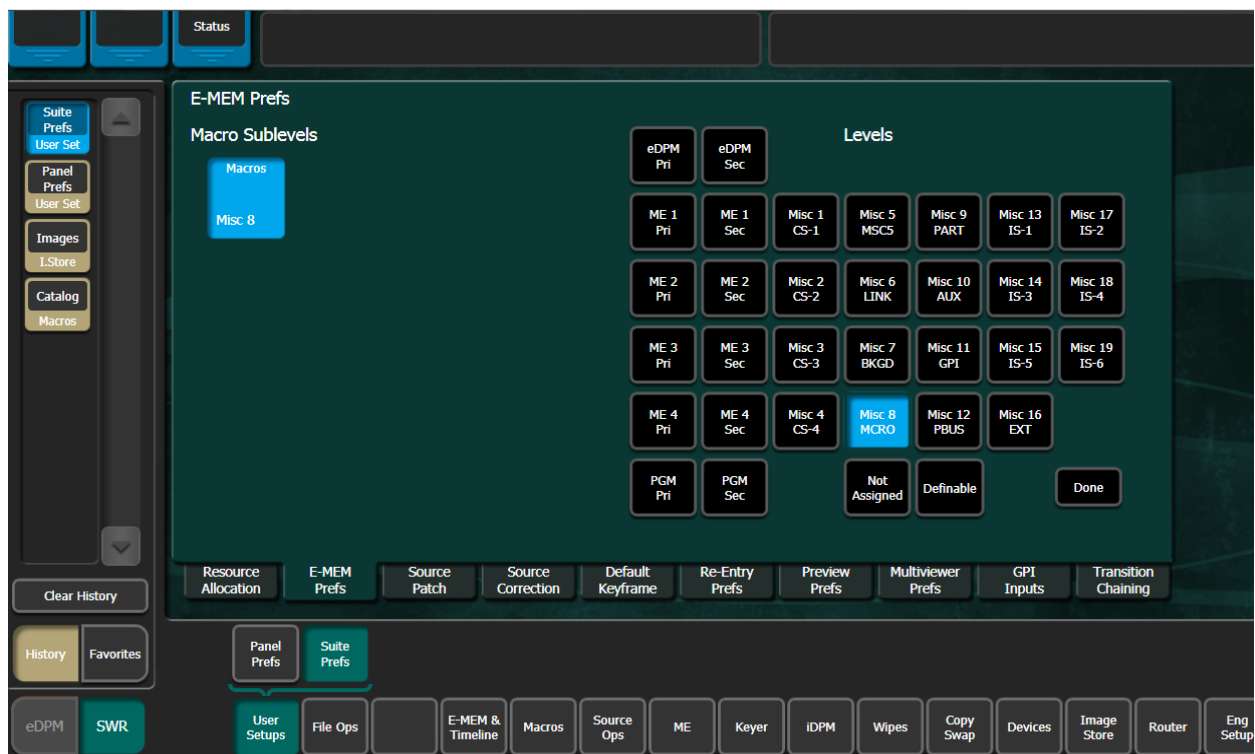 Status
Suite
Prefs
User Set
Panel
Prefs
User Set
Images
I.Store
Catalog
Macros
Clear History
History
Favorites
eDPM
SWR
E-MEM Prefs
Macro Sublevels
Macros
Misc 8
Levels
eDPM
Pri
eDPM
Sec
ME 1
Pri
ME 1
Sec
Misc 1
CS-1
Misc 5
MSC5
Misc 9
PART
Misc 13
IS-1
Misc 17
IS-2
ME 2
Pri
ME 2
Sec
Misc 2
CS-2
Misc 6
LINK
Misc 10
AUX
Misc 14
IS-3
Misc 18
IS-4
ME 3
Pri
ME 3
Sec
Misc 3
CS-3
Misc 7
BKGD
Misc 11
GPI
Misc 15
IS-5
Misc 19
IS-6
ME 4
Pri
ME 4
Sec
Misc 4
CS-4
Misc 8
MCRO
Misc 12
PBUS
Misc 16
EXT
PGM
Pri
PGM
Sec
Not
Assigned
Definable
Done
Resource
Allocation
E-MEM
Prefs
Source
Patch
Source
Correction
Default
Keyframe
Re-Entry
Prefs
Preview
Prefs
Multiviewer
Prefs
GPI
Inputs
Transition
Chaining
Panel
Prefs
Suite
Prefs
User
Setups
File Ops
E-MEM &
Timeline
Macros
Source
Ops
ME
Keyer
iDPM
Wipes
Copy
Swap
Devices
Image
Store
Router
Eng
Setup